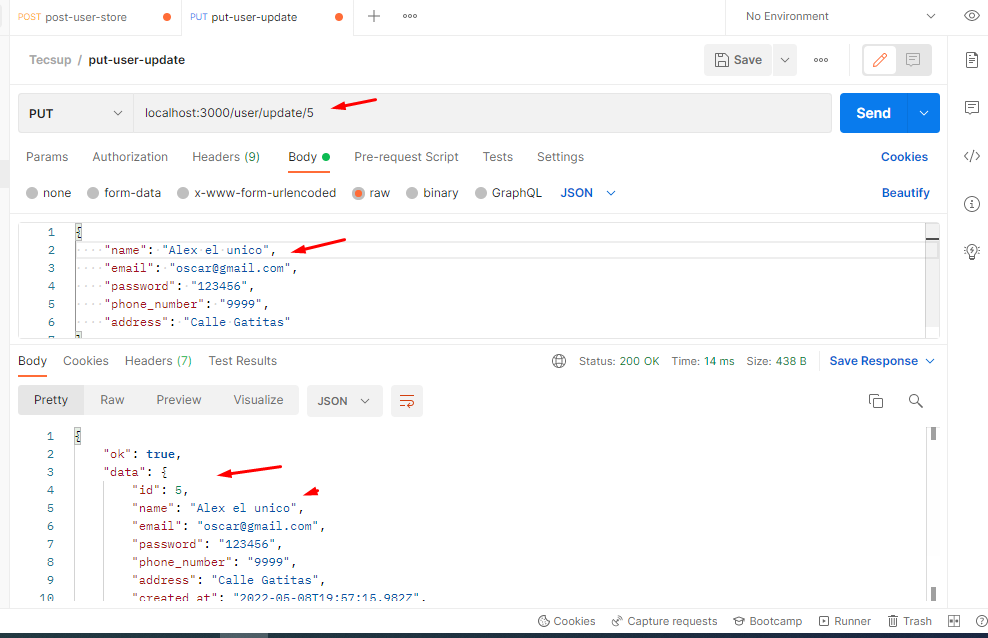 POST post-user-store
PUT put-user-update
No Environment
Tecsup / put-user-update
Save
PUT
localhost:3000/user/update/5
Send
Params Authorization Headers (9) Body Pre-request Script Tests Settings Cookies
none form-data x-www-form-urlencoded raw binary GraphQL JSON Beautify
1 {
2 "name": "Alex el unico",
3 "email": "oscar@gmail.com",
4 "password": "123456",
5 "phone_number": "9999",
6 "address": "Calle Gatitas"
7 }
Body Cookies Headers (7) Test Results Status: 200 OK Time: 14 ms Size: 438 B Save Response
Pretty Raw Preview Visualize JSON
1 {
2 "ok": true,
3 "data": {
4 "id": 5,
5 "name": "Alex el unico",
6 "email": "oscar@gmail.com",
7 "password": "123456",
8 "phone_number": "9999",
9 "address": "Calle Gatitas",
10 "created_at": "2022-05-08T19:57:15.982Z",
Cookies Capture requests Bootcamp Runner Trash